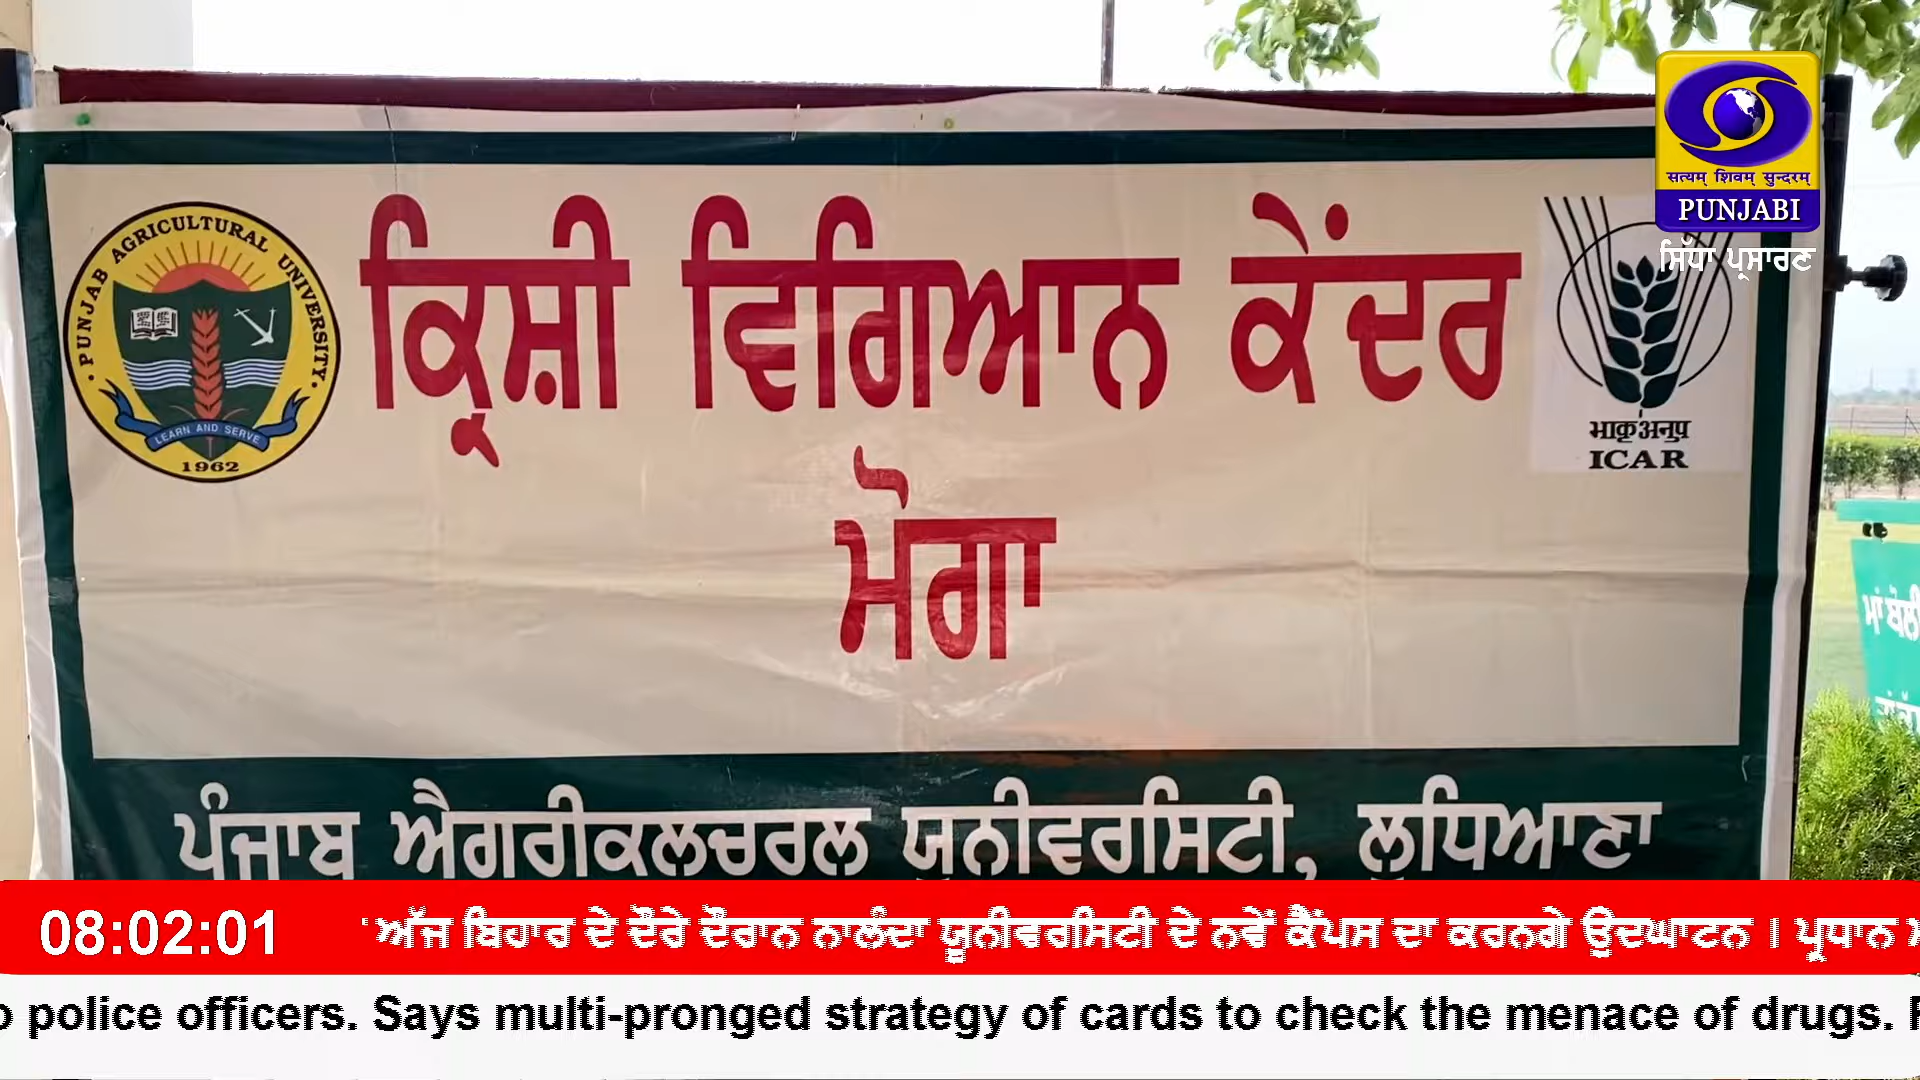 सत्यम् शिवम् सुन्दरम्
PUNJABI
ਸਿੱਧਾ ਪ੍ਰਸਾਰਣ
PUNJAB AGRICULTURAL UNIVERSITY
LEARN AND SERVE
1962
ਕ੍ਰਿਸ਼ੀ ਵਿਗਿਆਨ ਕੇਂਦਰ
भाकृअनुप
ICAR
ਮੋਗਾ
ਮਾਂ ਬੋਲੀ
ਪੰਜਾਬ ਐਗਰੀਕਲਚਰਲ ਯੂਨੀਵਰਸਿਟੀ, ਲੁਧਿਆਣਾ
08:02:01 'ਅੱਜ ਬਿਹਾਰ ਦੇ ਦੌਰੇ ਦੌਰਾਨ ਨਾਲੰਦਾ ਯੂਨੀਵਰਸਿਟੀ ਦੇ ਨਵੇਂ ਕੈਂਪਸ ਦਾ ਕਰਨਗੇ ਉਦਘਾਟਨ । ਪ੍ਰਧਾਨ
police officers. Says multi-pronged strategy of cards to check the menace of drugs.